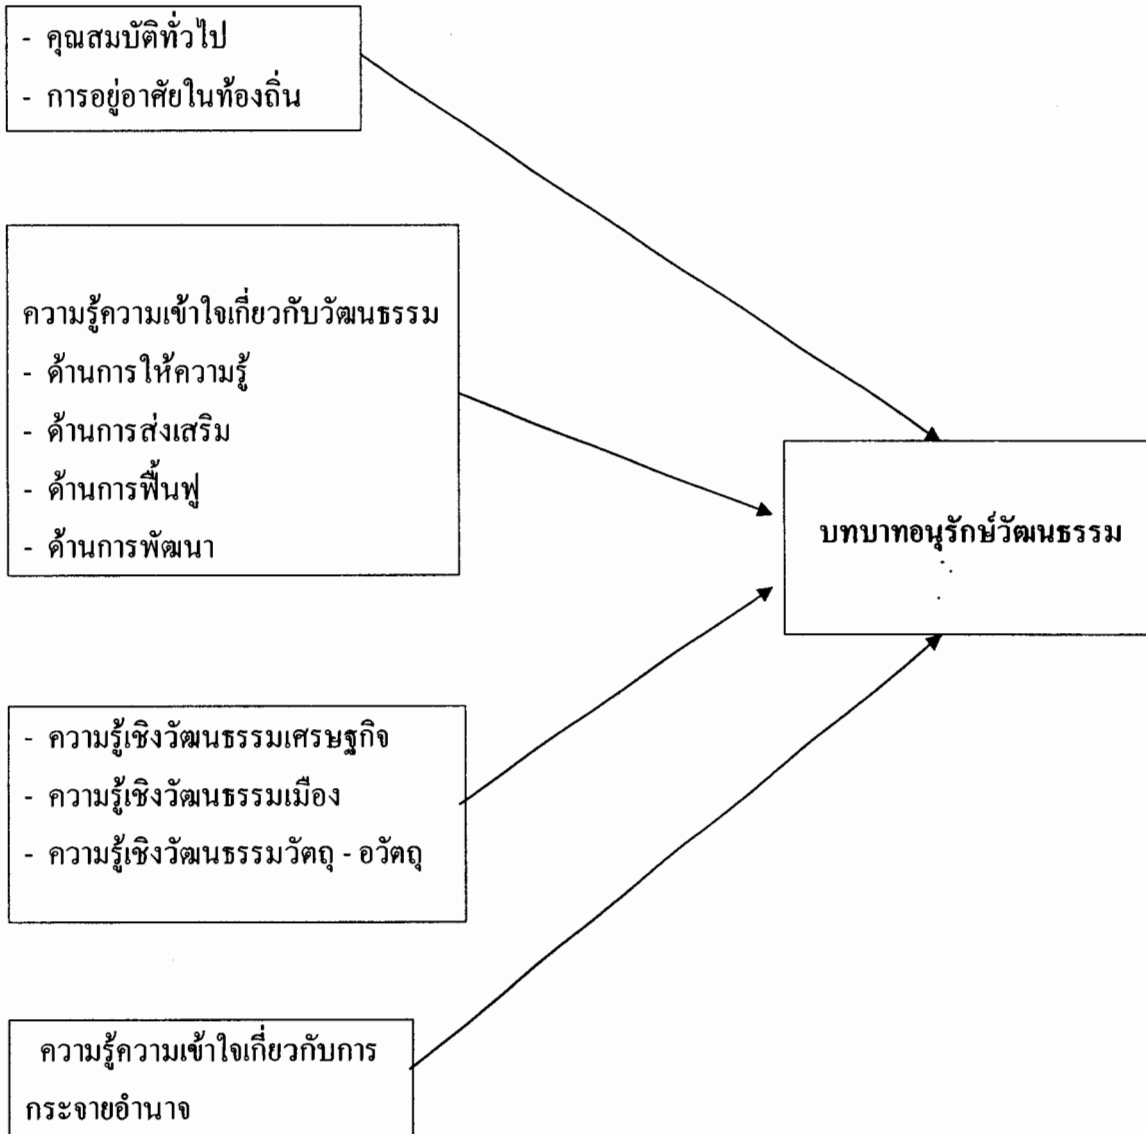 - คุณสมบัติทั่วไป
- การอยู่อาศัยในท้องถิ่น
ความรู้ความเข้าใจเกี่ยวกับวัฒนธรรม
- ด้านการให้ความรู้
- ด้านการส่งเสริม
- ด้านการฟื้นฟู
- ด้านการพัฒนา
บทบาทอนุรักษ์วัฒนธรรม
- ความรู้เชิงวัฒนธรรมเศรษฐกิจ
- ความรู้เชิงวัฒนธรรมเมือง
- ความรู้เชิงวัฒนธรรมวัตถุ - อวัตถุ
ความรู้ความเข้าใจเกี่ยวกับการ
กระจายอำนาจ